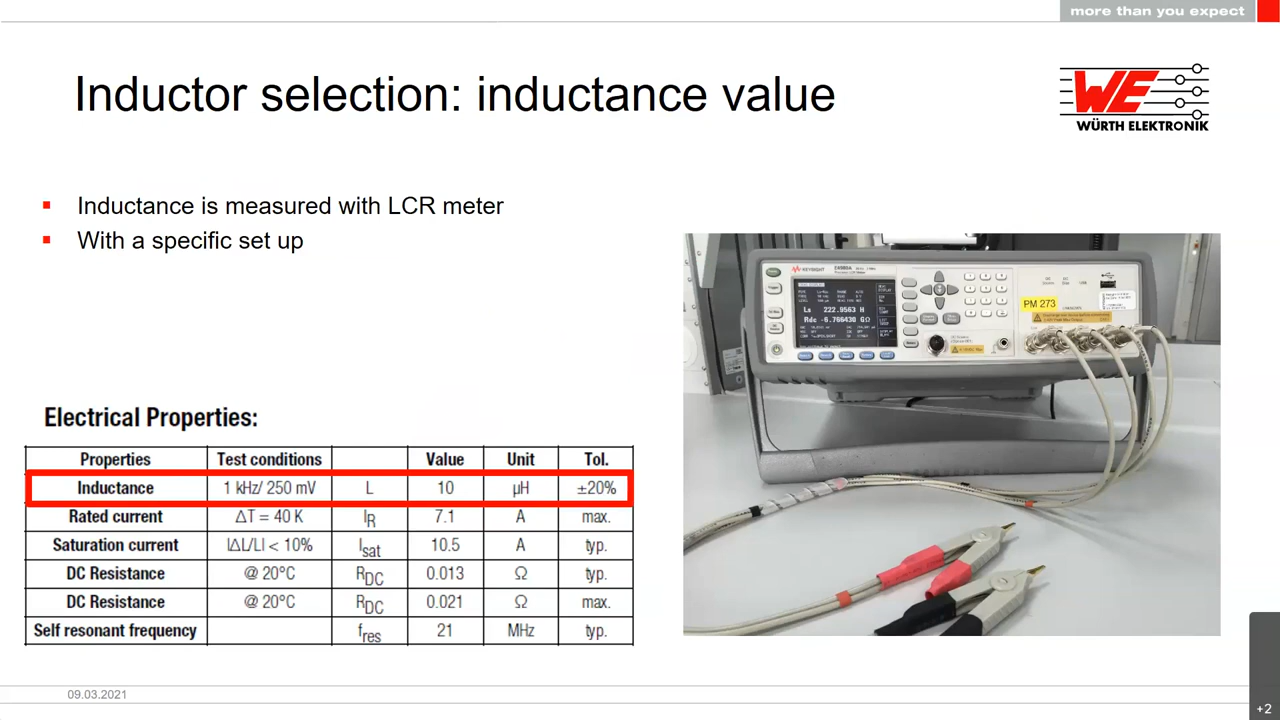 more than you expect
Inductor selection: inductance value
WE
WÜRTH ELEKTRONIK
Inductance is measured with LCR meter
With a specific set up
KEYSIGHT E4980A
PM 273
Ls 222.9563 H
Rdc -6.766430 GΩ
Electrical Properties:
Properties Test conditions Value Unit Tol.
Inductance 1 kHz/ 250 mV L 10 µH ±20%
Rated current ΔT = 40 K IR 7.1 A max.
Saturation current |ΔL/L| < 10% Isat 10.5 A typ.
DC Resistance @ 20°C RDC 0.013 Ω typ.
DC Resistance @ 20°C RDC 0.021 Ω max.
Self resonant frequency fres 21 MHz typ.
09.03.2021
+2